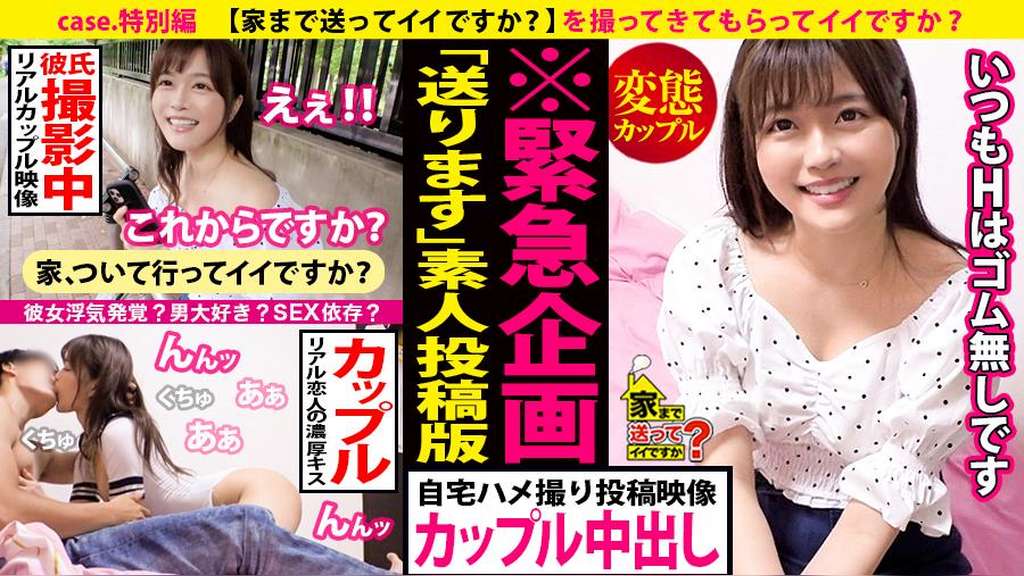 case.特別編 【家まで送ってイイですか?】を撮ってきてもらってイイですか?
彼氏撮影中
リアルカップル映像
えぇ!!
これからですか?
家、ついて行ってイイですか?
彼女浮気発覚?男大好き?SEX依存?
んんッ
くちゅ
あぁ
くちゅ
あぁ
んんッ
カップル
リアル恋人の濃厚キス
※緊急企画
「送ります」素人投稿版
変態
カップル
いつもHはゴム無しです
家まで
送って
イイですか
?
自宅ハメ撮り投稿映像
カップル中出し